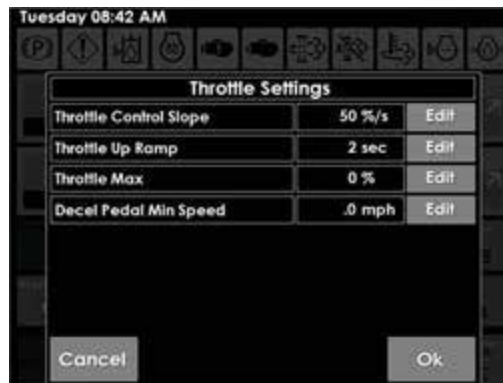 Tuesday 08:42 AM
Throttle Settings
Throttle Control Slope 50 %/s Edit
Throttle Up Ramp 2 sec Edit
Throttle Max 0 % Edit
Decel Pedal Min Speed .0 mph Edit
Cancel Ok